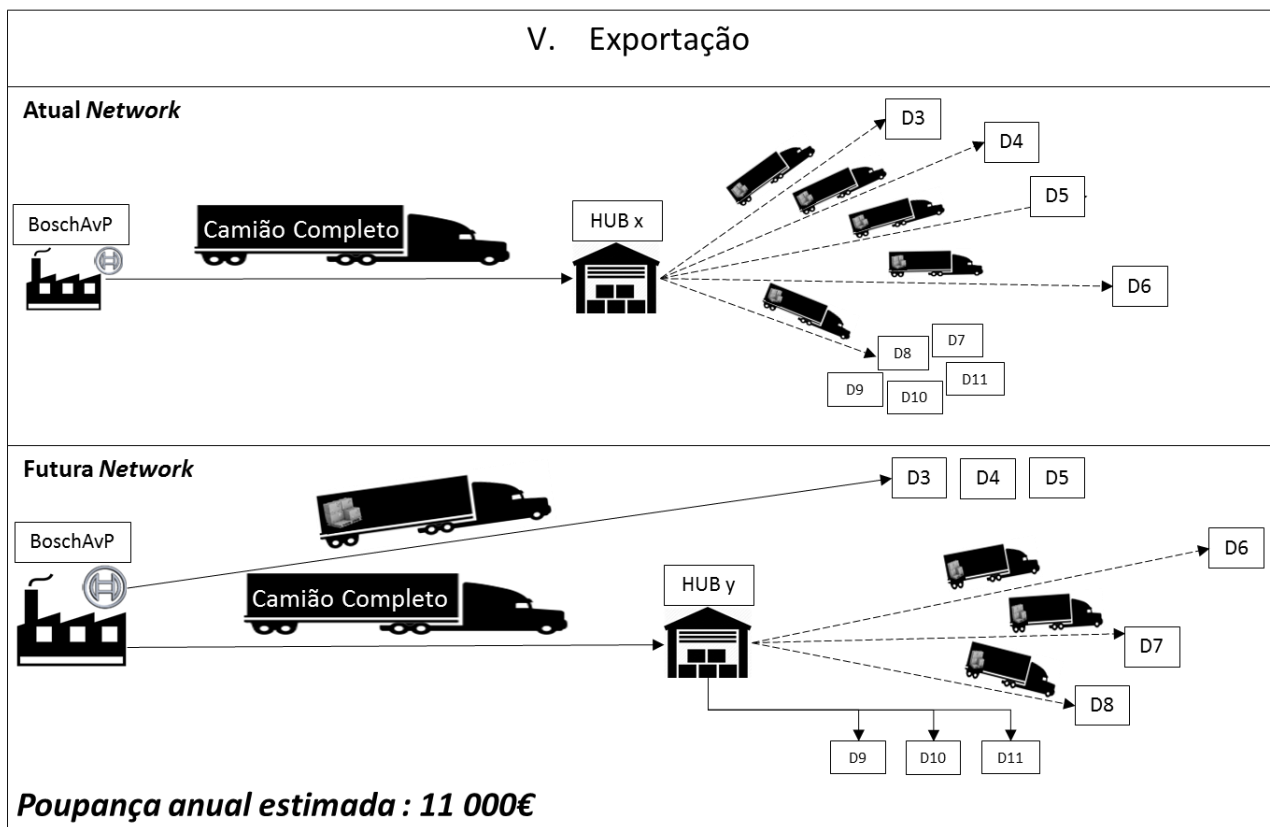 V. Exportação
Atual Network
BoschAvP
Camião Completo
HUB x
D3
D4
D5
D6
D8
D7
D9
D10
D11
Futura Network
BoschAvP
Camião Completo
HUB y
D3
D4
D5
D6
D7
D8
D9
D10
D11
Poupança anual estimada : 11 000€